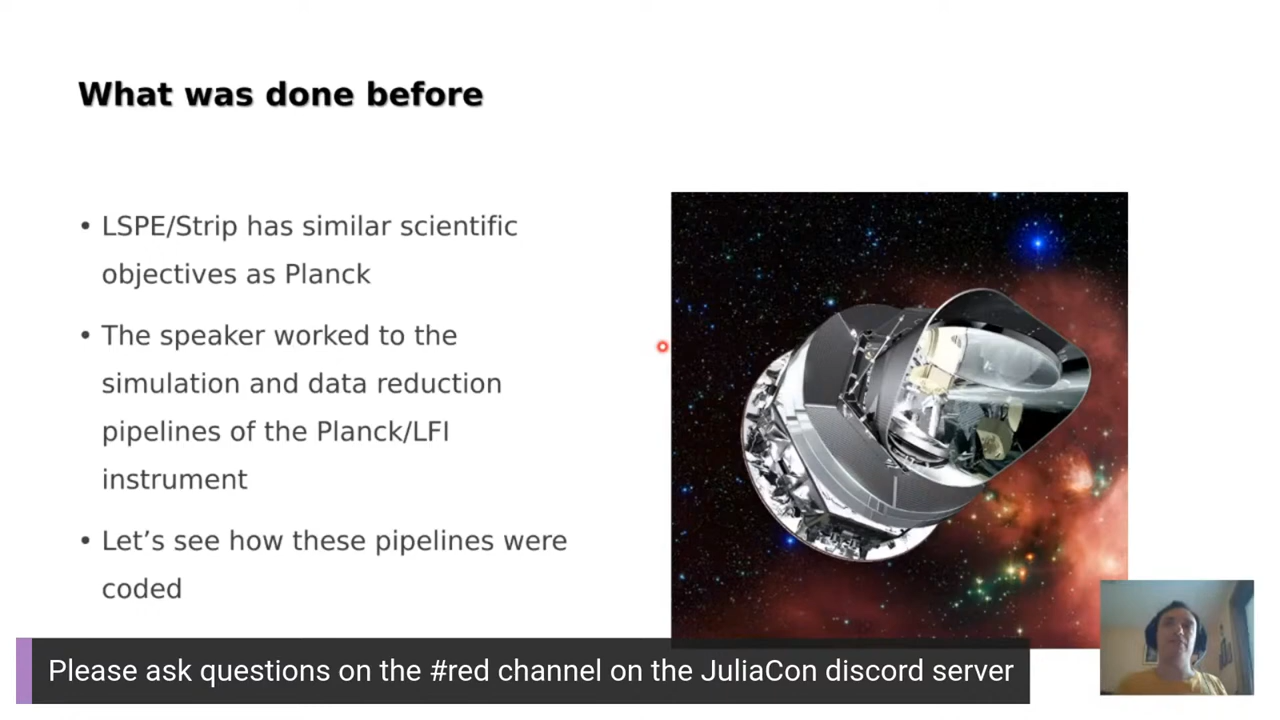 What was done before
• LSPE/Strip has similar scientific
objectives as Planck
• The speaker worked to the
simulation and data reduction
pipelines of the Planck/LFI
instrument
• Let’s see how these pipelines were
coded
Please ask questions on the #red channel on the JuliaCon discord server